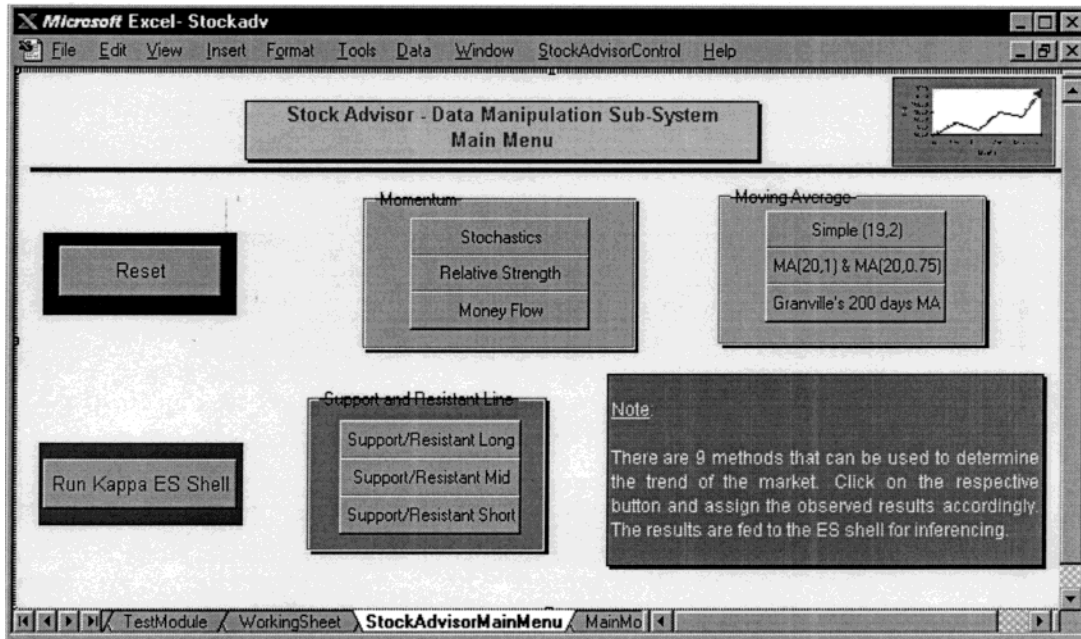 Microsoft Excel- Stockadv
File Edit View Insert Format Tools Data Window StockAdvisorControl Help
Stock Advisor - Data Manipulation Sub-System
Main Menu
Momentum
Stochastics
Relative Strength
Money Flow
Moving Average
Simple (19,2)
MA(20,1) & MA(20,0.75)
Granville's 200 days MA
Reset
Support and Resistant Line
Support/Resistant Long
Support/Resistant Mid
Support/Resistant Short
Run Kappa ES Shell
Note:
There are 9 methods that can be used to determine
the trend of the market. Click on the respective
button and assign the observed results accordingly.
The results are fed to the ES shell for inferencing.
TestModule WorkingSheet StockAdvisorMainMenu MainMo